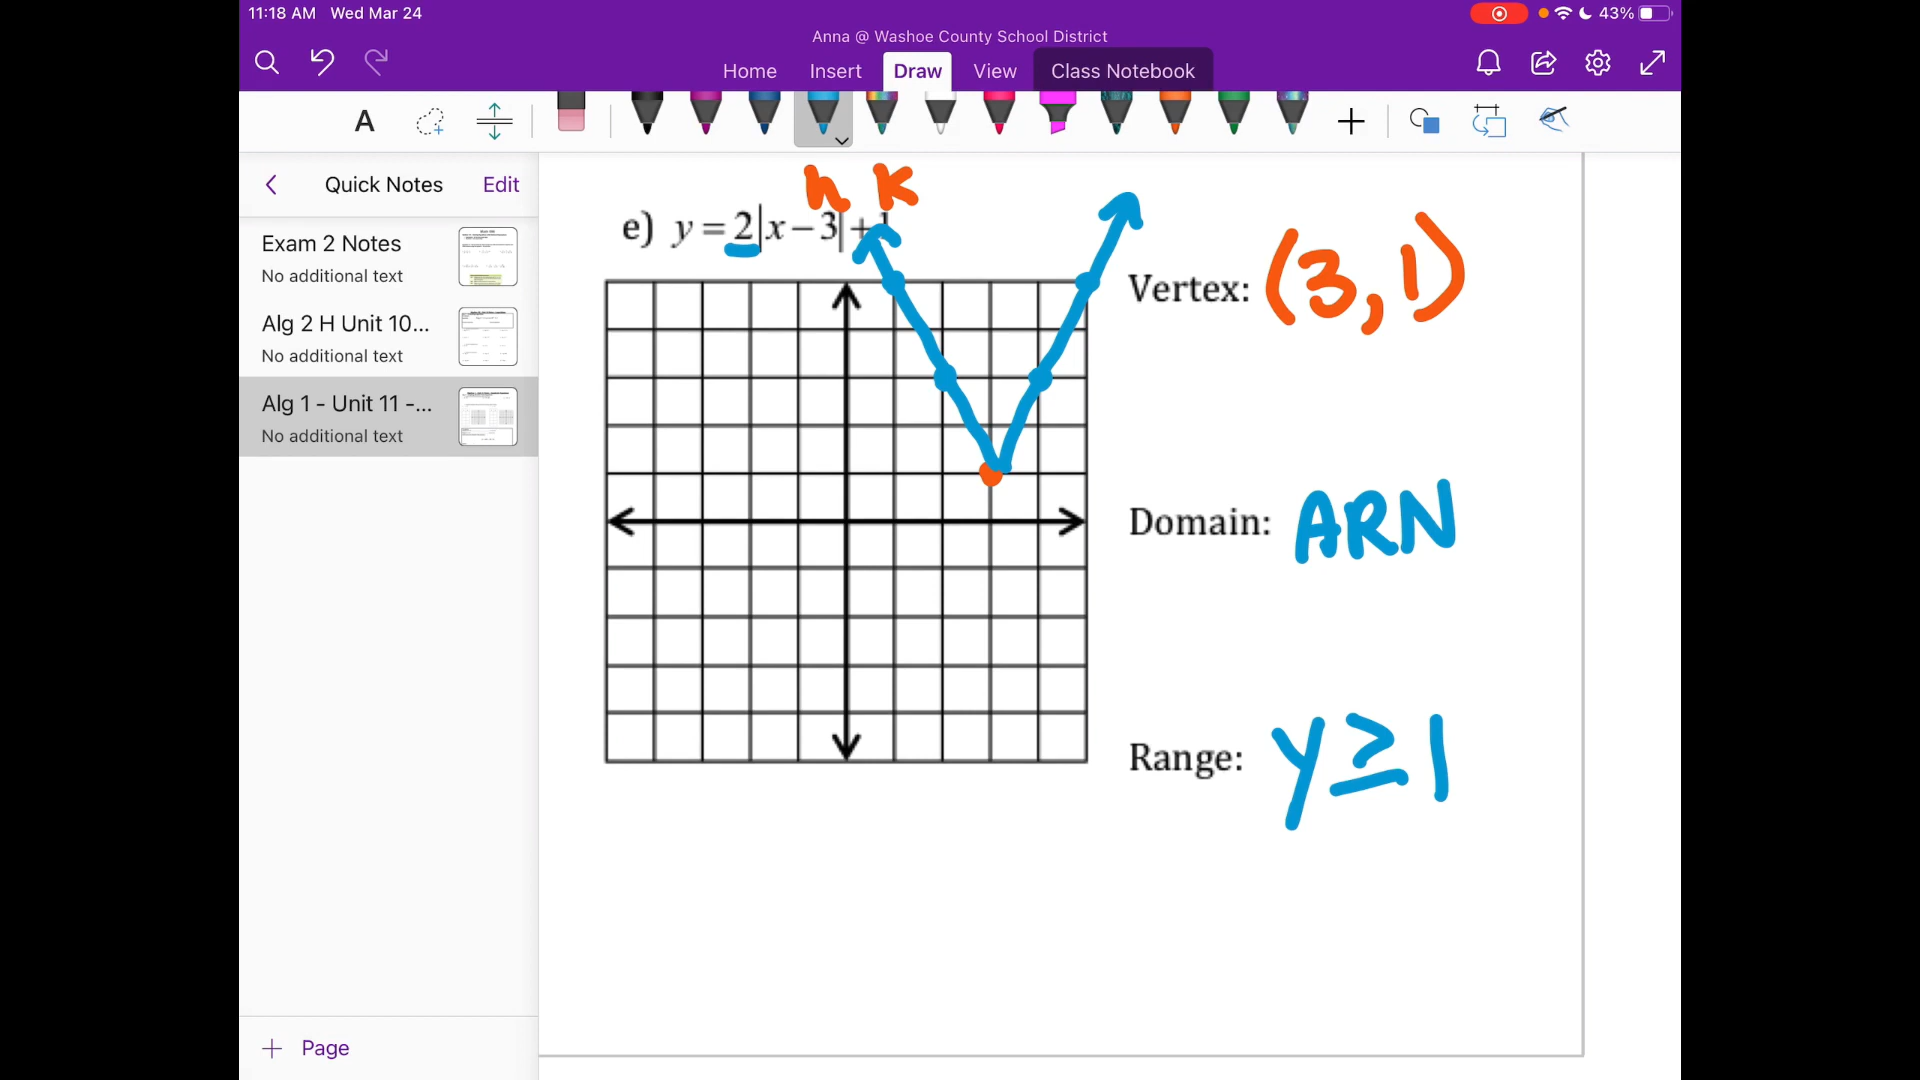 11:18 AM Wed Mar 24
43%
Anna @ Washoe County School District
Home Insert Draw View Class Notebook
A
Quick Notes Edit
Exam 2 Notes
No additional text
Alg 2 H Unit 10...
No additional text
Alg 1 - Unit 11 -...
No additional text
+ Page
h, k
e) y = 2|x − 3| + 1
Vertex: (3, 1)
Domain: ARN
Range: y ≥ 1